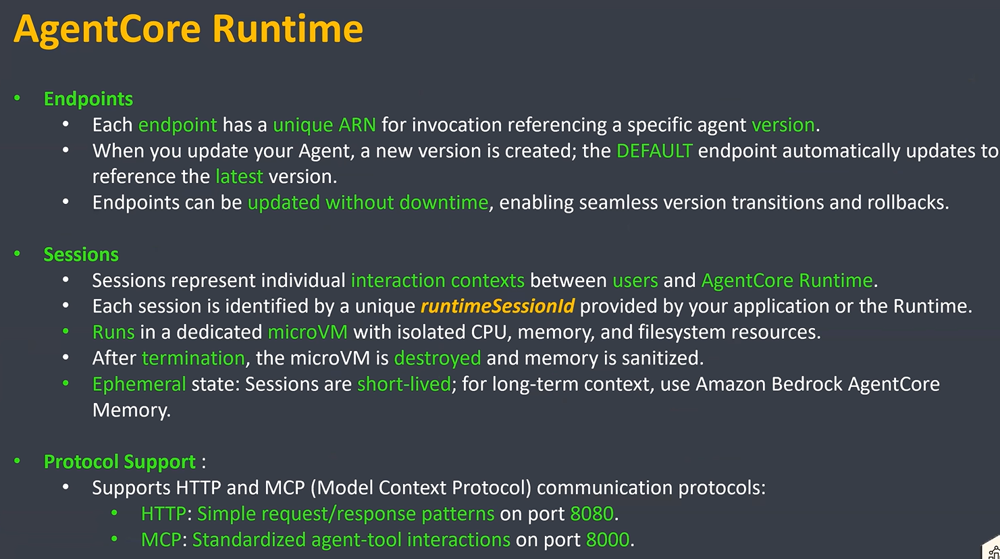 AgentCore Runtime
• Endpoints
• Each endpoint has a unique ARN for invocation referencing a specific agent version.
• When you update your Agent, a new version is created; the DEFAULT endpoint automatically updates to
reference the latest version.
• Endpoints can be updated without downtime, enabling seamless version transitions and rollbacks.
• Sessions
• Sessions represent individual interaction contexts between users and AgentCore Runtime.
• Each session is identified by a unique runtimeSessionId provided by your application or the Runtime.
• Runs in a dedicated microVM with isolated CPU, memory, and filesystem resources.
• After termination, the microVM is destroyed and memory is sanitized.
• Ephemeral state: Sessions are short-lived; for long-term context, use Amazon Bedrock AgentCore
Memory.
• Protocol Support :
• Supports HTTP and MCP (Model Context Protocol) communication protocols:
• HTTP: Simple request/response patterns on port 8080.
• MCP: Standardized agent-tool interactions on port 8000.